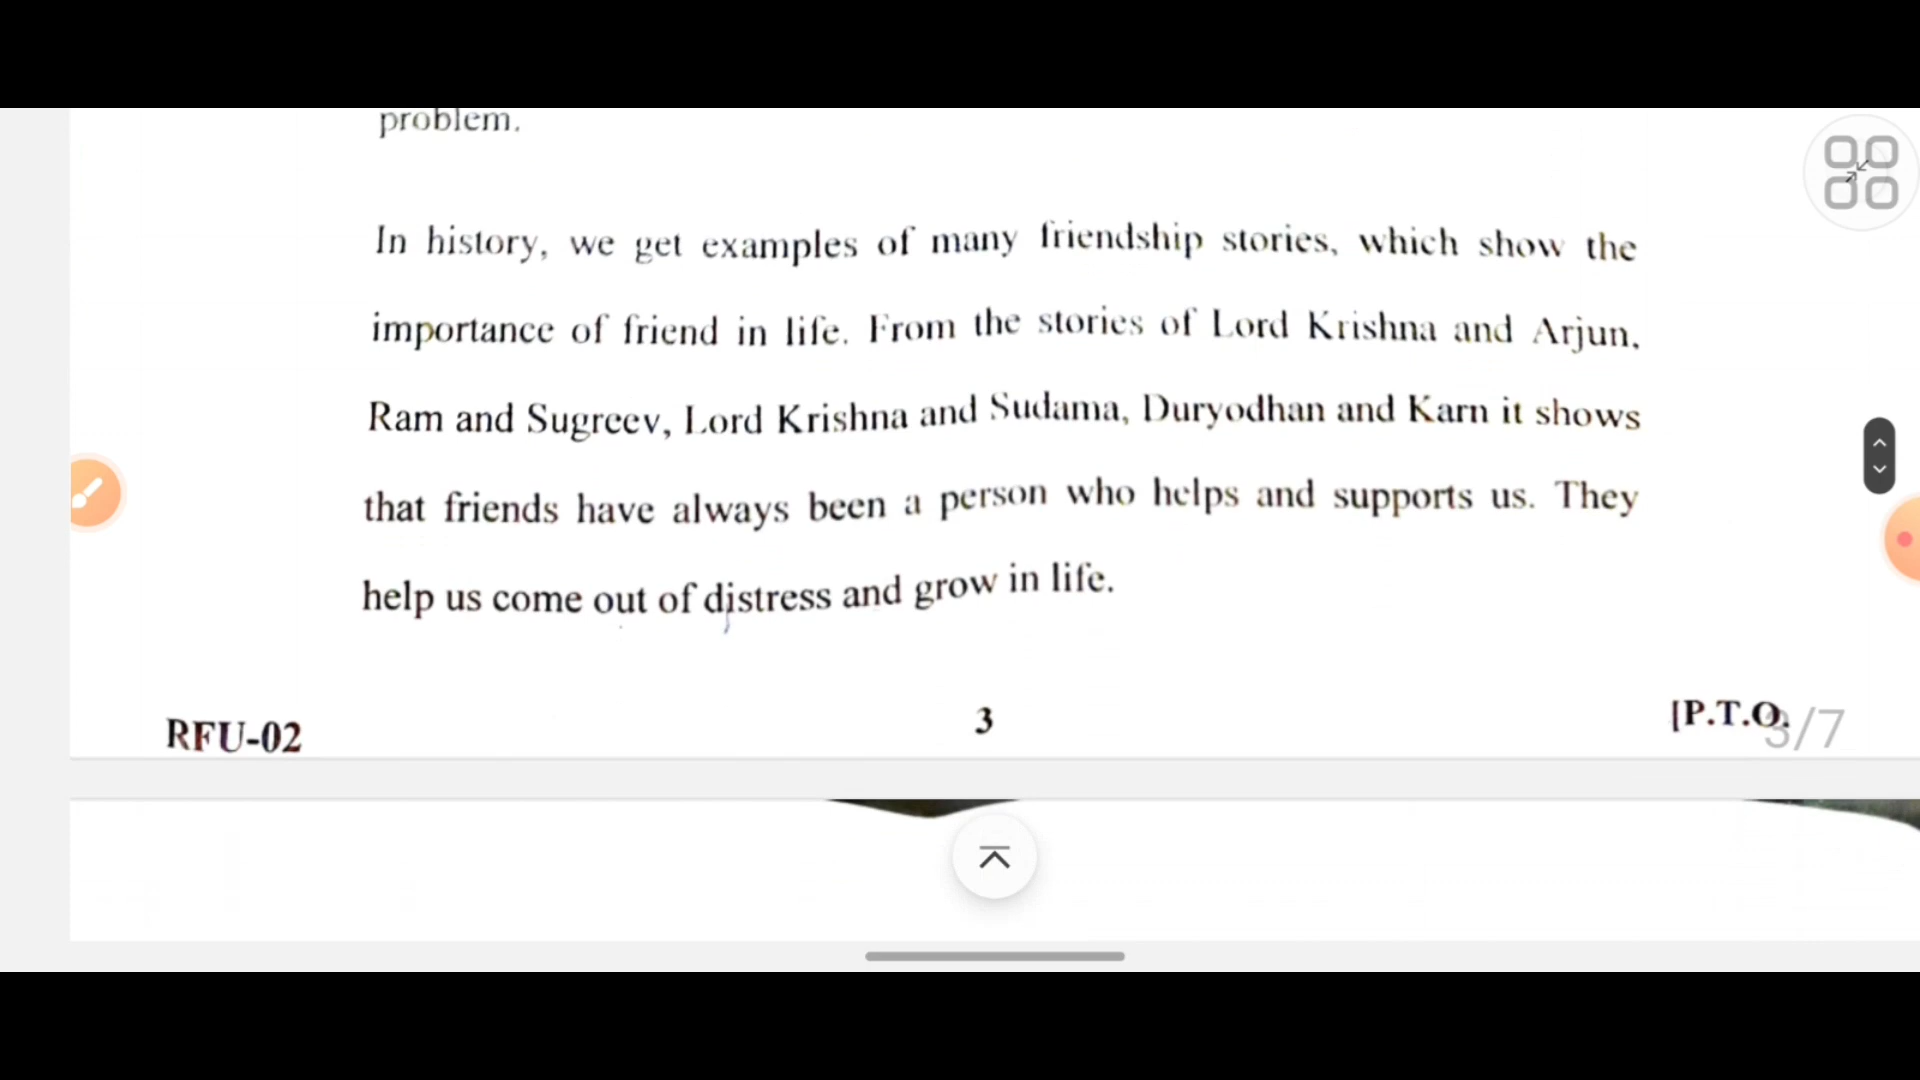 problem.
In history, we get examples of many friendship stories, which show the
importance of friend in life. From the stories of Lord Krishna and Arjun,
Ram and Sugreev, Lord Krishna and Sudama, Duryodhan and Karn it shows
that friends have always been a person who helps and supports us. They
help us come out of distress and grow in life.
RFU-02 3 [P.T.O.
3/7